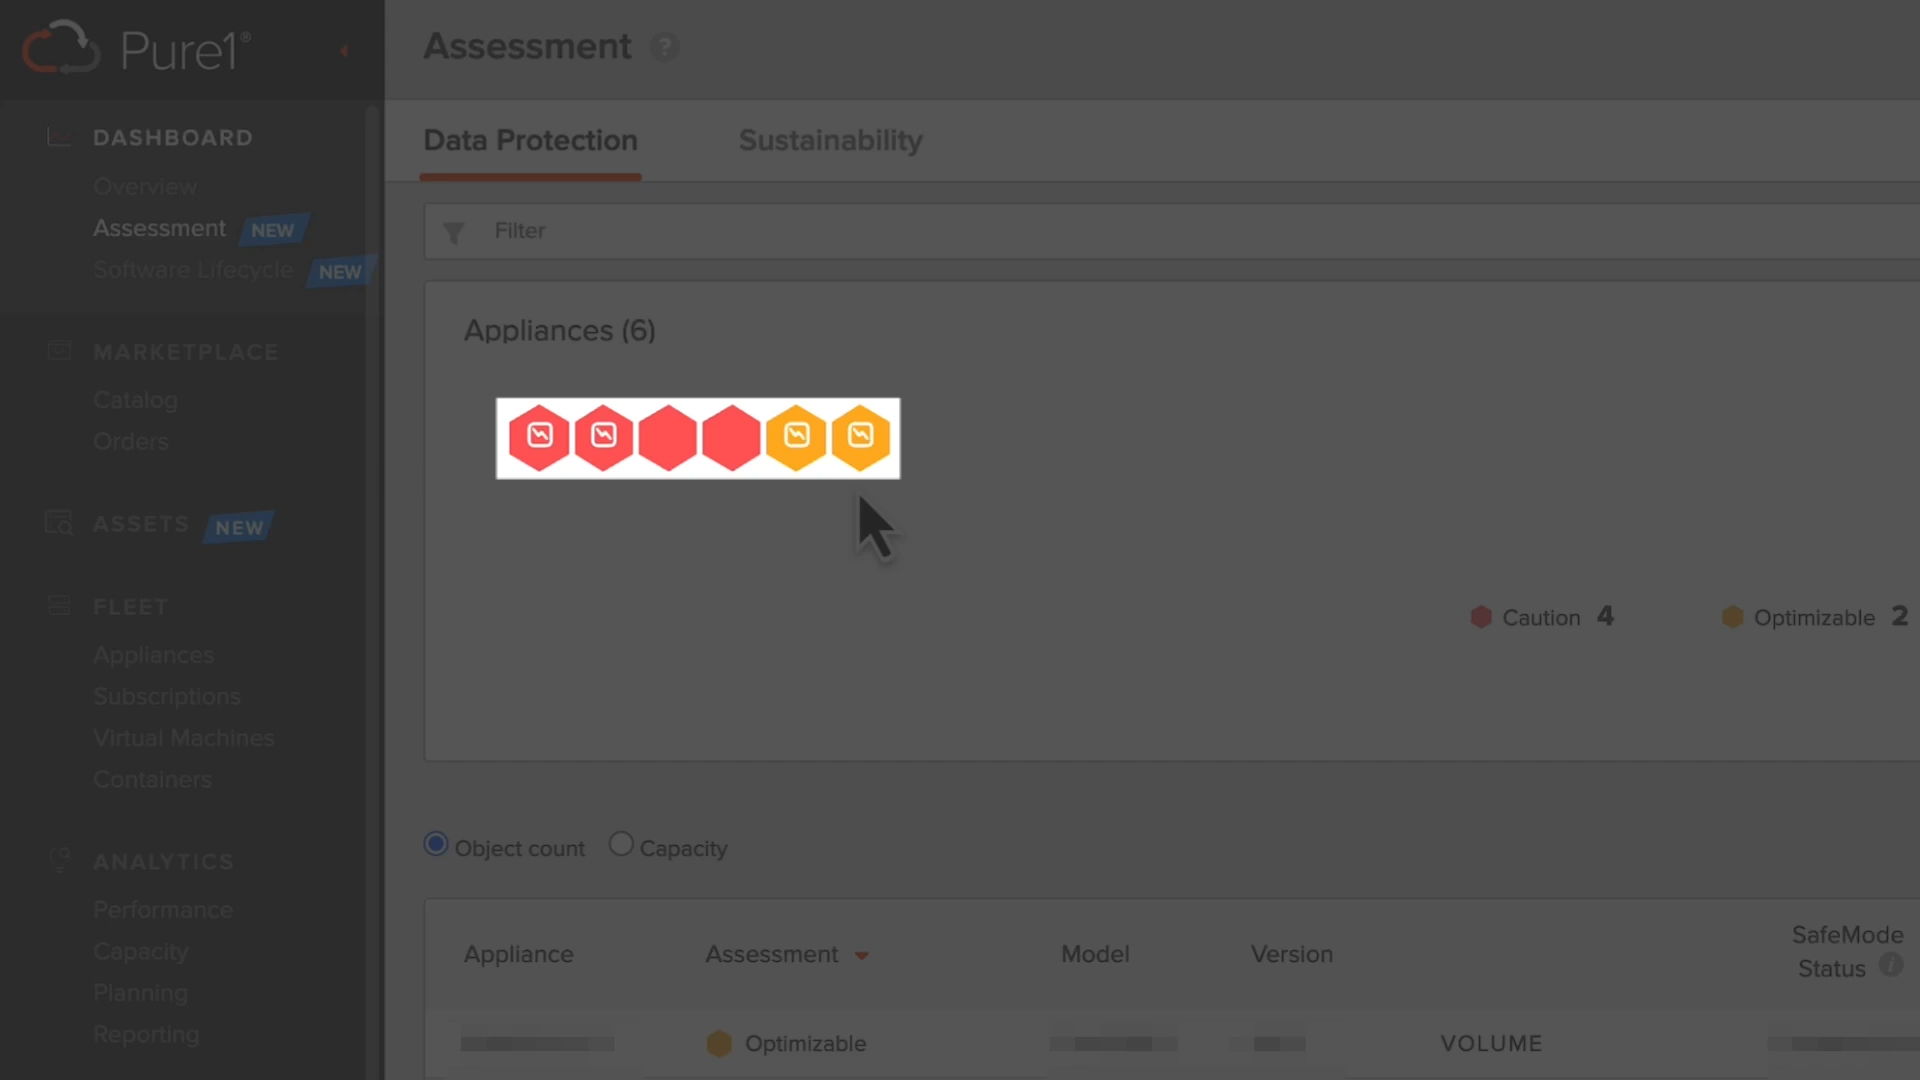 Pure1®
Assessment ?
DASHBOARD
Overview
Assessment NEW
Software Lifecycle NEW
MARKETPLACE
Catalog
Orders
ASSETS NEW
FLEET
Appliances
Subscriptions
Virtual Machines
Containers
ANALYTICS
Performance
Capacity
Planning
Reporting
Data Protection
Sustainability
Filter
Appliances (6)
Caution 4
Optimizable 2
Object count
Capacity
Appliance
Assessment
Model
Version
SafeMode
Status i
Optimizable
VOLUME